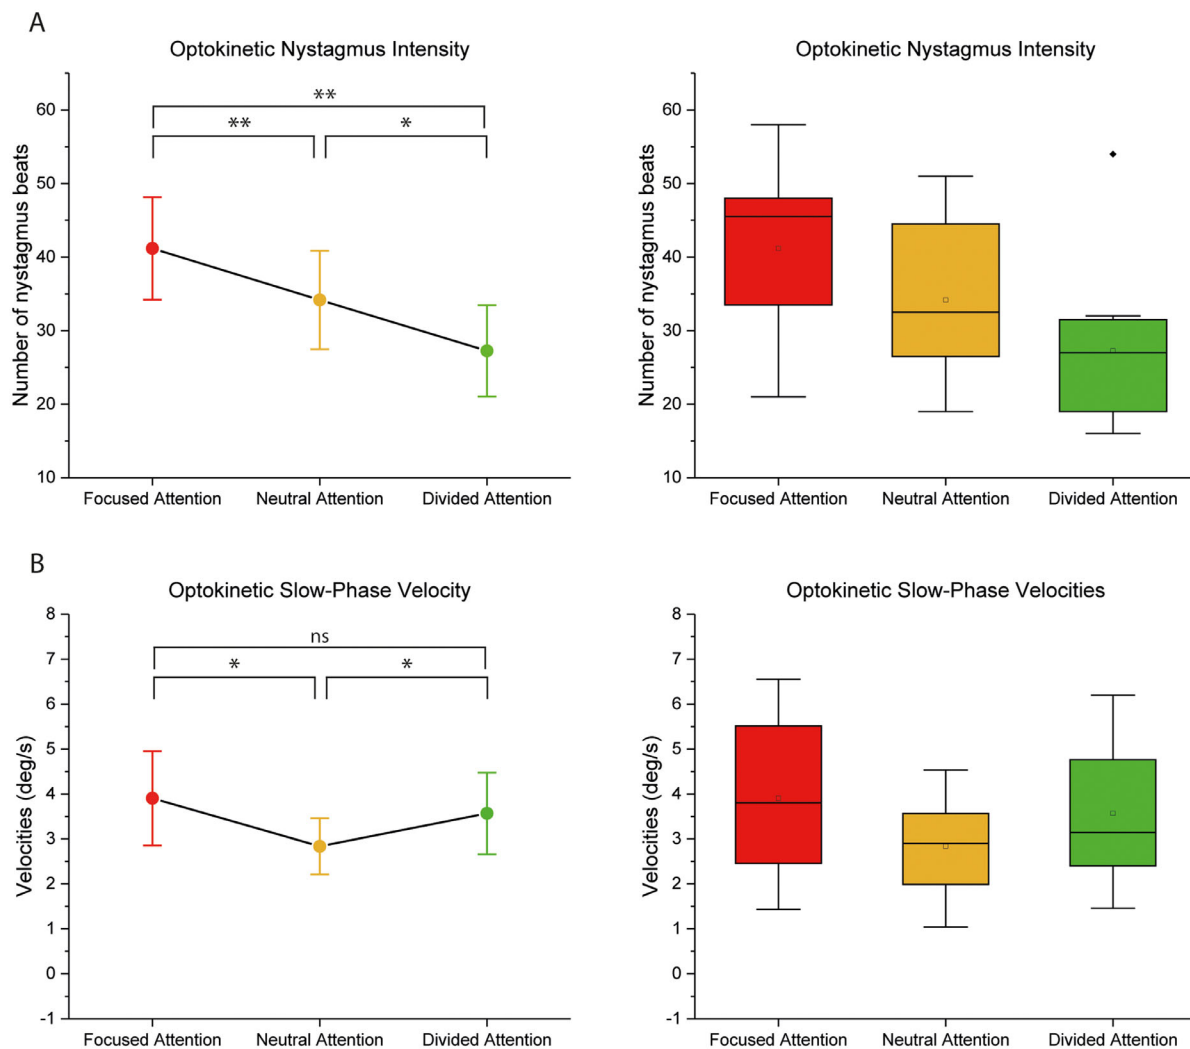 A
Optokinetic Nystagmus Intensity
Number of nystagmus beats
60
50
40
30
20
10
**
**
*
Focused Attention
Neutral Attention
Divided Attention
Optokinetic Nystagmus Intensity
Number of nystagmus beats
60
50
40
30
20
10
Focused Attention
Neutral Attention
Divided Attention
B
Optokinetic Slow-Phase Velocity
Velocities (deg/s)
8
7
6
5
4
3
2
1
0
-1
ns
*
*
Focused Attention
Neutral Attention
Divided Attention
Optokinetic Slow-Phase Velocities
Velocities (deg/s)
8
7
6
5
4
3
2
1
0
-1
Focused Attention
Neutral Attention
Divided Attention